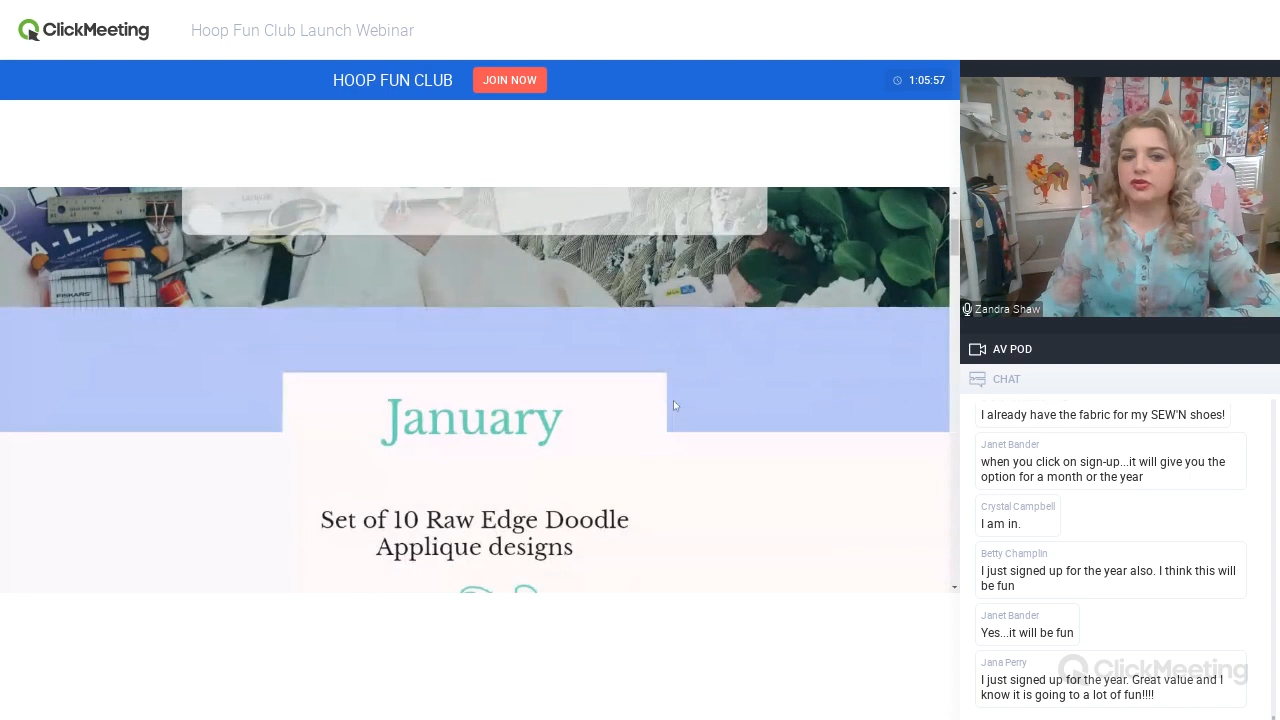 ClickMeeting
Hoop Fun Club Launch Webinar
HOOP FUN CLUB
JOIN NOW
1:05:57
FISKARS
January
Set of 10 Raw Edge Doodle
Applique designs
Zandra Shaw
AV POD
CHAT
I already have the fabric for my SEW'N shoes!
Janet Bander
when you click on sign-up...it will give you the
option for a month or the year
Crystal Campbell
I am in.
Betty Champlin
I just signed up for the year also. I think this will
be fun
Janet Bander
Yes...it will be fun
Jana Perry
I just signed up for the year. Great value and I
know it is going to a lot of fun!!!!
ClickMeeting